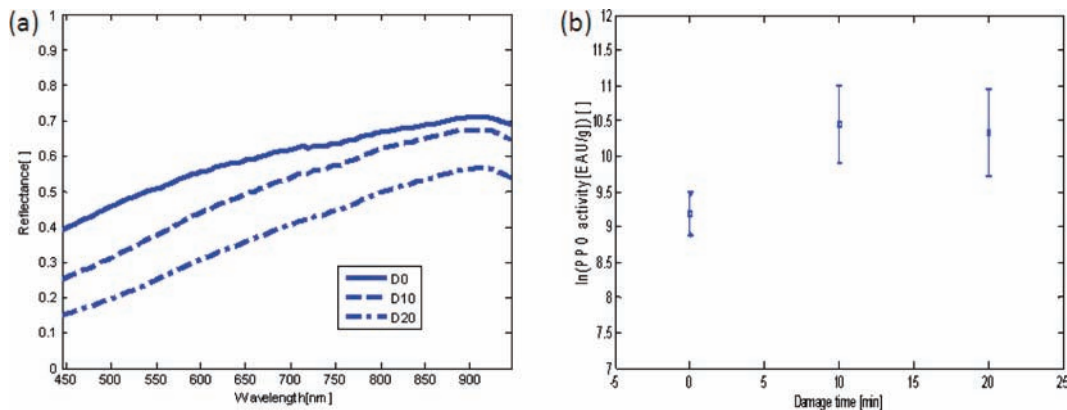 (a)
1
0.9
0.8
0.7
0.6
0.5
0.4
0.3
0.2
0.1
0
Reflectance[ ]
450 500 550 600 650 700 750 800 850 900
Wavelength[nm]
D0
D10
D20
(b)
12
11.5
11
10.5
10
9.5
9
8.5
8
7.5
7
ln(PPO activity[EAU/g]) [ ]
-5 0 5 10 15 20 25
Damage time [min]